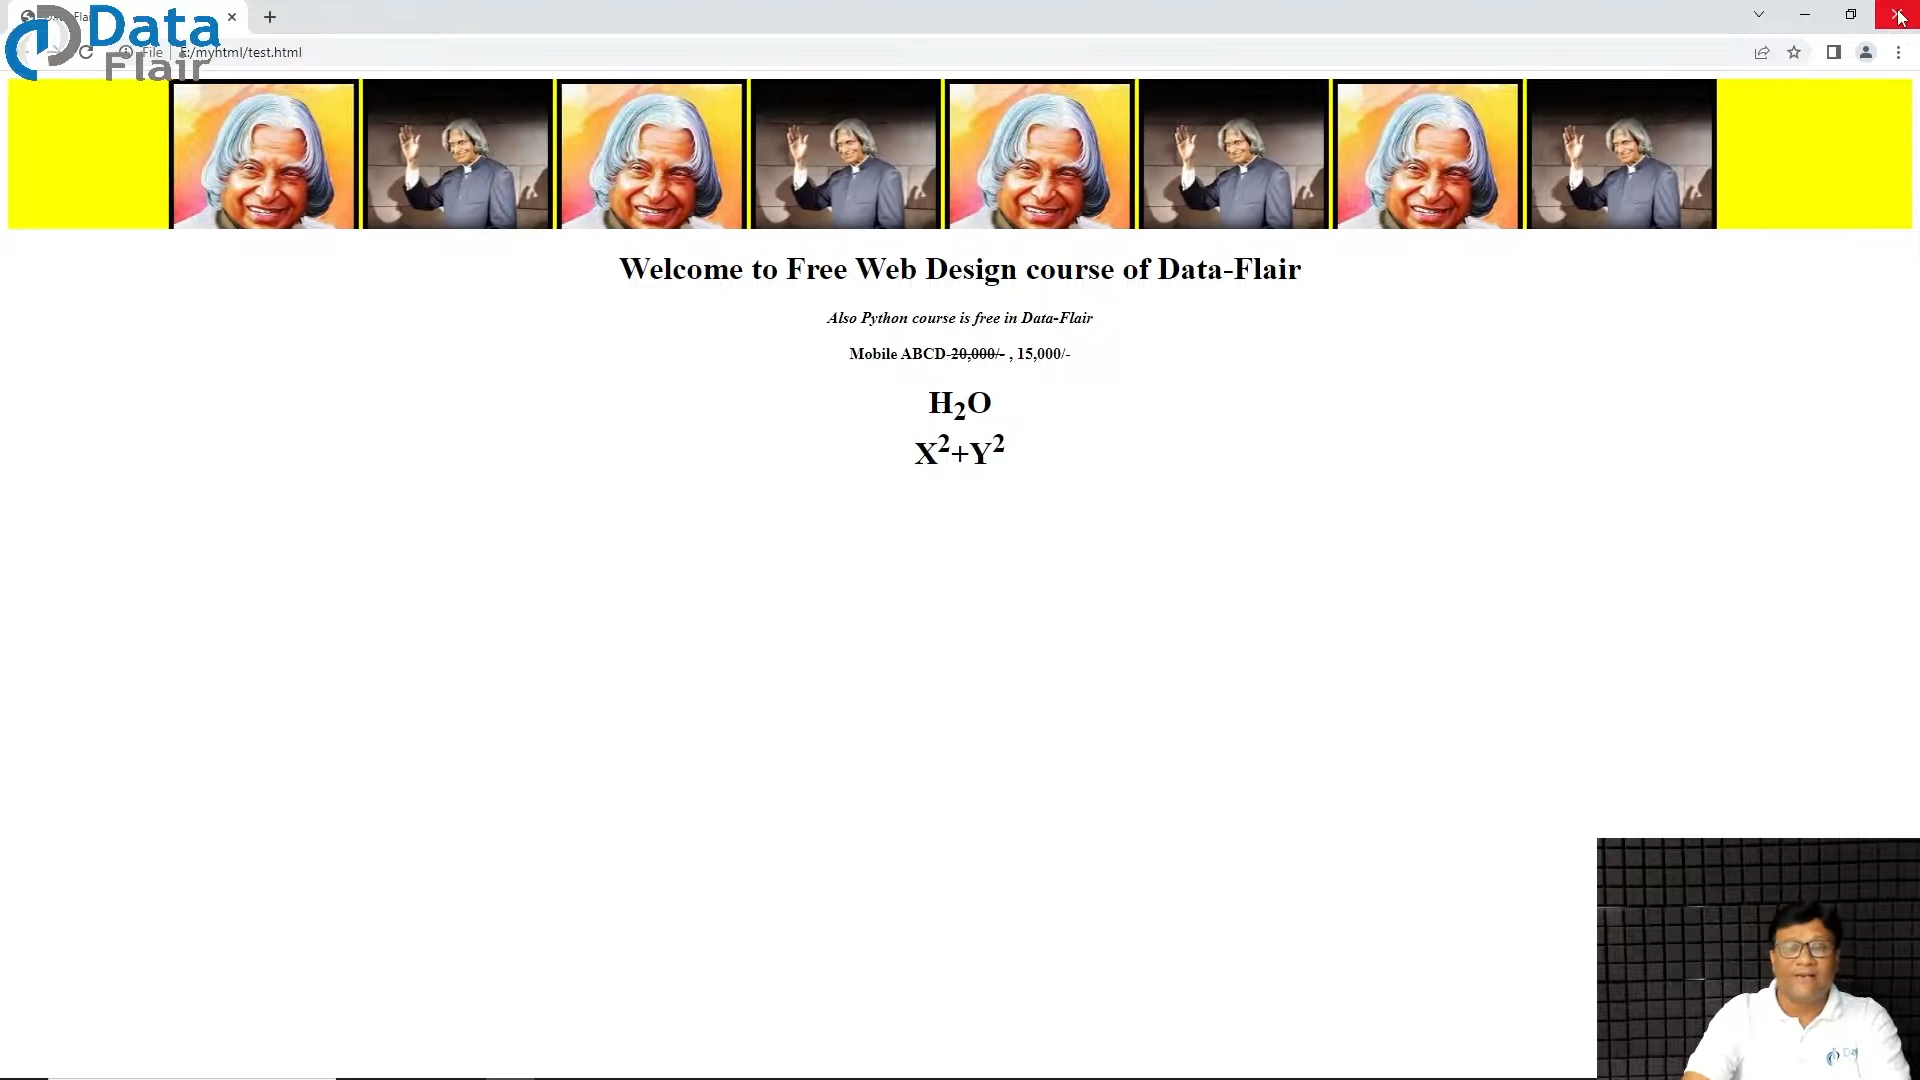 Data
Flair
File E:/myhtml/test.html
Welcome to Free Web Design course of Data-Flair
Also Python course is free in Data-Flair
Mobile ABCD-20,000/- , 15,000/-
H₂O
X²+Y²